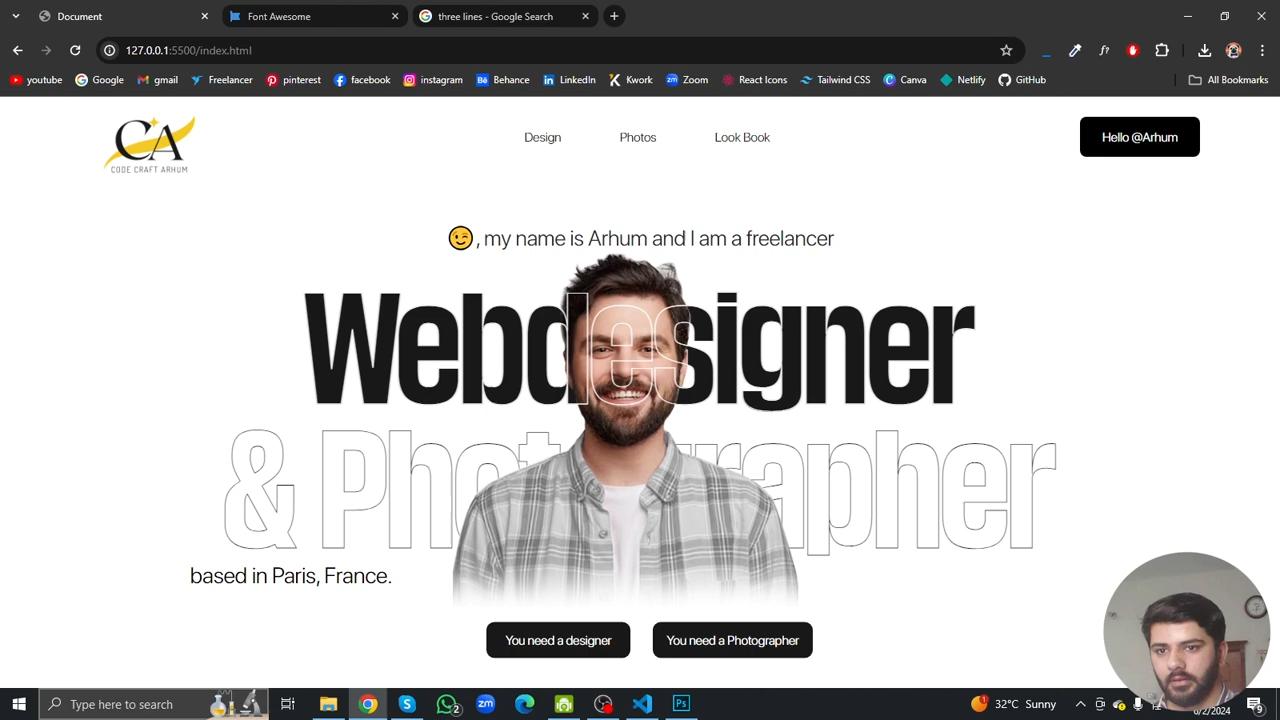 Document
Font Awesome
three lines - Google Search
127.0.0.1:5500/index.html
youtube
Google
gmail
Freelancer
pinterest
facebook
instagram
Behance
LinkedIn
Kwork
Zoom
React Icons
Tailwind CSS
Canva
Netlify
GitHub
All Bookmarks
CA
CODE CRAFT ARHUM
Design
Photos
Look Book
Hello @Arhum
, my name is Arhum and I am a freelancer
Webdesigner
based in Paris, France.
You need a designer
You need a Photographer
Type here to search
32°C Sunny
6/2/2024